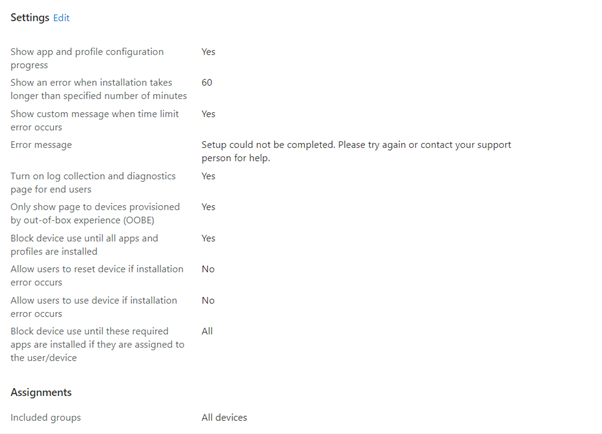 Settings Edit
Show app and profile configuration
progress
Yes
Show an error when installation takes
longer than specified number of minutes
60
Show custom message when time limit
error occurs
Yes
Error message
Setup could not be completed. Please try again or contact your support
person for help.
Turn on log collection and diagnostics
page for end users
Yes
Only show page to devices provisioned
by out-of-box experience (OOBE)
Yes
Block device use until all apps and
profiles are installed
Yes
Allow users to reset device if installation
error occurs
No
Allow users to use device if installation
error occurs
No
Block device use until these required
apps are installed if they are assigned to
the user/device
All
Assignments
Included groups
All devices